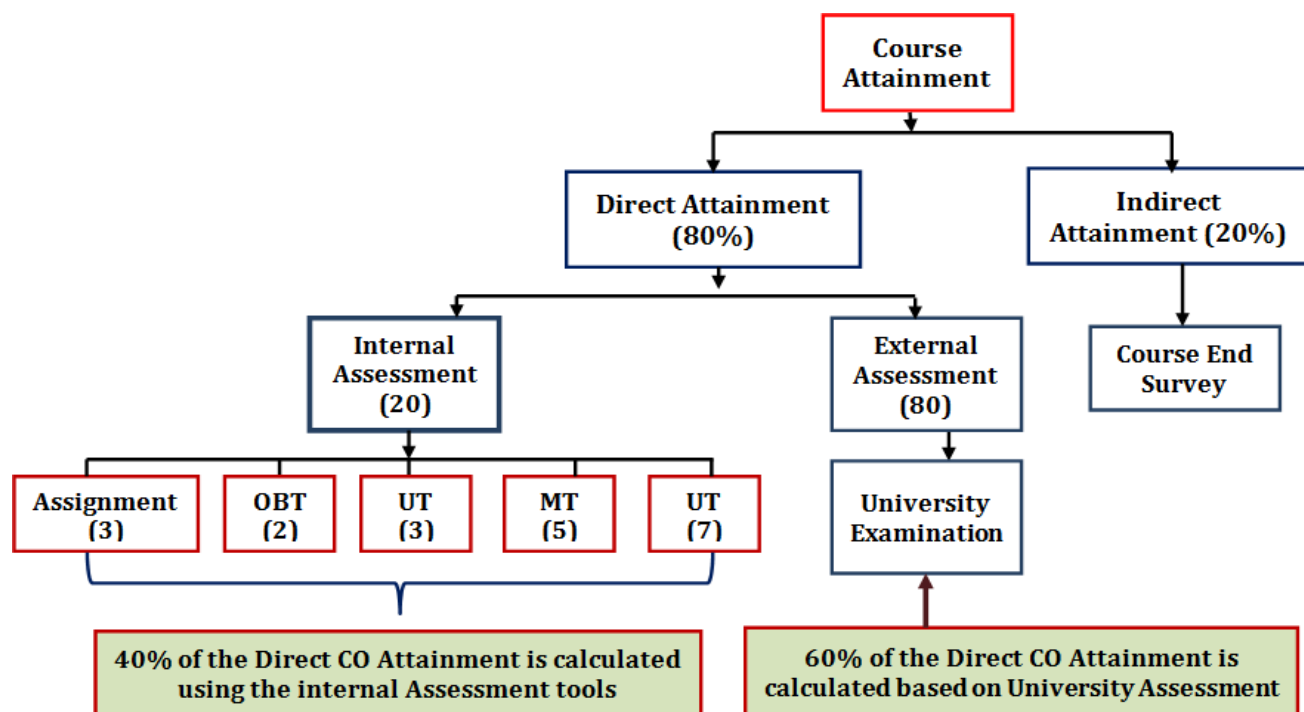 Course
Attainment
Direct Attainment
(80%)
Indirect
Attainment (20%)
Internal
Assessment
(20)
External
Assessment
(80)
Course End
Survey
Assignment
(3)
OBT
(2)
UT
(3)
MT
(5)
UT
(7)
University
Examination
40% of the Direct CO Attainment is calculated
using the internal Assessment tools
60% of the Direct CO Attainment is
calculated based on University Assessment